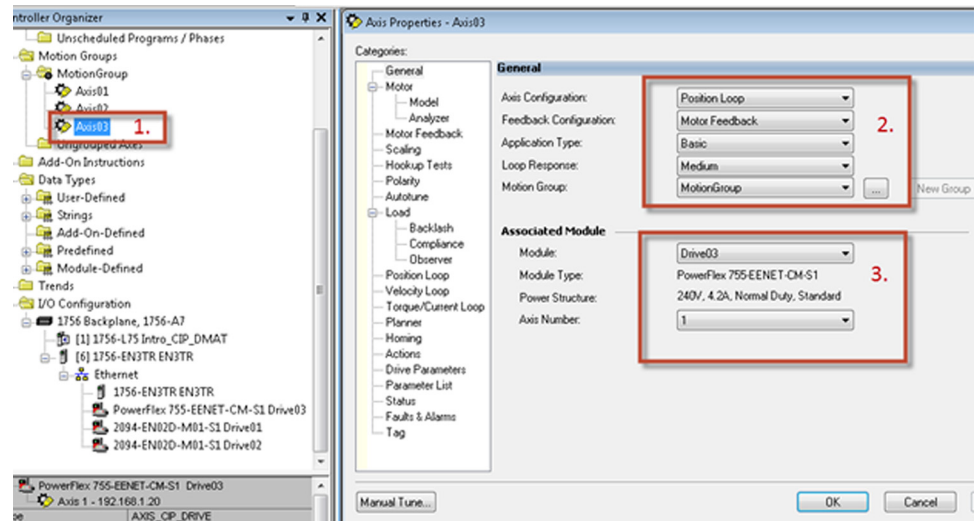 ntroller Organizer
Unscheduled Programs / Phases
Motion Groups
MotionGroup
Axis01
Axis02
Axis03
1.
Ungrouped Axes
Add-On Instructions
Data Types
User-Defined
Strings
Add-On-Defined
Predefined
Module-Defined
Trends
I/O Configuration
1756 Backplane, 1756-A7
[1] 1756-L75 Intro_CIP_DMAT
[6] 1756-EN3TR EN3TR
Ethernet
1756-EN3TR EN3TR
PowerFlex 755-EENET-CM-S1 Drive03
2094-EN02D-M01-S1 Drive01
2094-EN02D-M01-S1 Drive02
PowerFlex 755-EENET-CM-S1 Drive03
Axis 1 - 192.168.1.20
pe AXIS_CIP_DRIVE
Axis Properties - Axis03
Categories:
General
Motor
Model
Analyzer
Motor Feedback
Scaling
Hookup Tests
Polarity
Autotune
Load
Backlash
Compliance
Observer
Position Loop
Velocity Loop
Torque/Current Loop
Planner
Homing
Actions
Drive Parameters
Parameter List
Status
Faults & Alarms
Tag
General
Axis Configuration: Position Loop
Feedback Configuration: Motor Feedback
Application Type: Basic
Loop Response: Medium
Motion Group: MotionGroup ... New Group
2.
Associated Module
Module: Drive03
Module Type: PowerFlex 755-EENET-CM-S1
Power Structure: 240V, 4.2A, Normal Duty, Standard
Axis Number: 1
3.
Manual Tune... OK Cancel